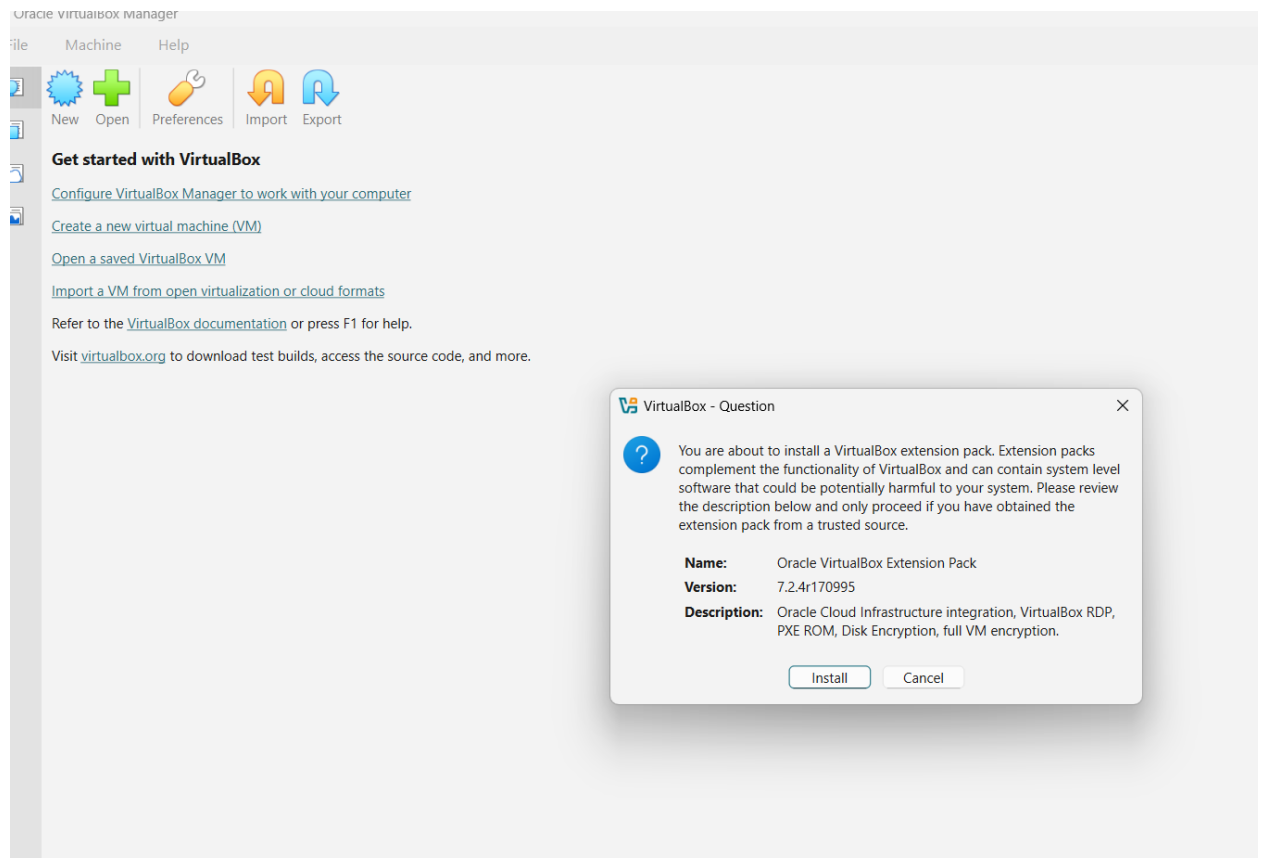 Oracle VirtualBox Manager
File Machine Help
New Open Preferences Import Export
Get started with VirtualBox
Configure VirtualBox Manager to work with your computer
Create a new virtual machine (VM)
Open a saved VirtualBox VM
Import a VM from open virtualization or cloud formats
Refer to the VirtualBox documentation or press F1 for help.
Visit virtualbox.org to download test builds, access the source code, and more.
VirtualBox - Question
You are about to install a VirtualBox extension pack. Extension packs
complement the functionality of VirtualBox and can contain system level
software that could be potentially harmful to your system. Please review
the description below and only proceed if you have obtained the
extension pack from a trusted source.
Name: Oracle VirtualBox Extension Pack
Version: 7.2.4r170995
Description: Oracle Cloud Infrastructure integration, VirtualBox RDP,
PXE ROM, Disk Encryption, full VM encryption.
Install Cancel